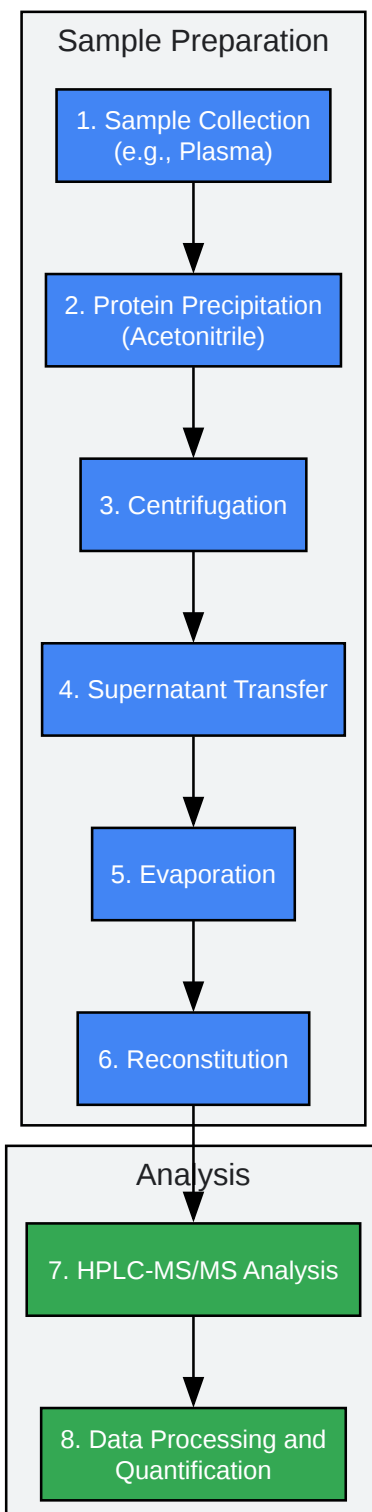 Sample Preparation
1. Sample Collection
(e.g., Plasma)
2. Protein Precipitation
(Acetonitrile)
3. Centrifugation
4. Supernatant Transfer
5. Evaporation
6. Reconstitution
Analysis
7. HPLC-MS/MS Analysis
8. Data Processing and
Quantification